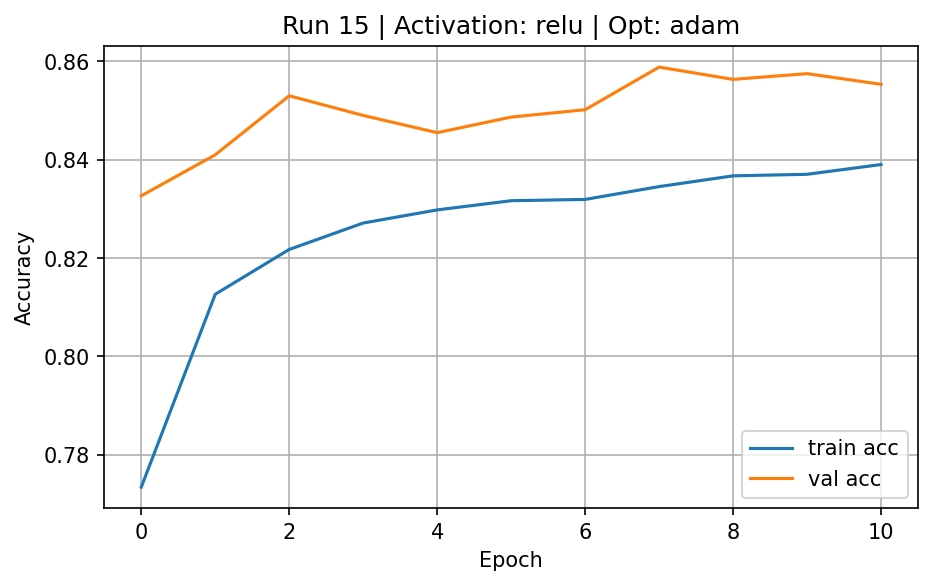 Run 15 | Activation: relu | Opt: adam
0.86
0.84
0.82
0.80
0.78
Accuracy
train acc
val acc
0 2 4 6 8 10
Epoch